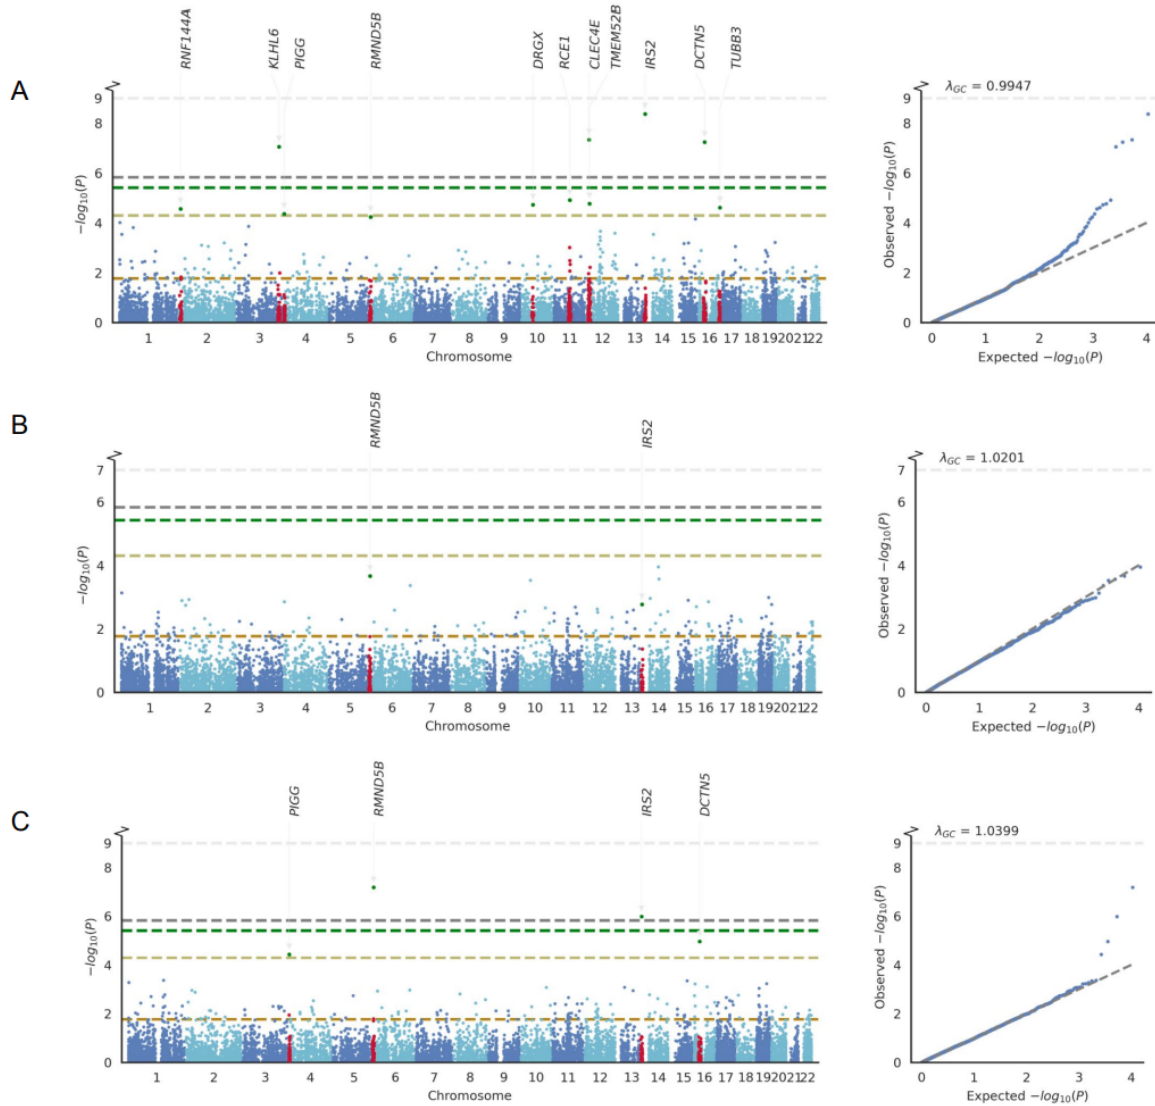 A
RNF144A
KLHL6
PIGG
RMND5B
DRGX
RCE1
CLEC4E
TMEM52B
IRS2
DCTN5
TUBB3
−log₁₀(P)
9
8
6
4
2
0
1 2 3 4 5 6 7 8 9 10 11 12 13 14 15 16 17 18 19 20 21 22
Chromosome
λGC = 0.9947
Observed −log₁₀(P)
9
8
6
4
2
0
0 1 2 3 4
Expected −log₁₀(P)
B
RMND5B
IRS2
−log₁₀(P)
7
6
4
2
0
1 2 3 4 5 6 7 8 9 10 11 12 13 14 15 16 17 18 19 20 21 22
Chromosome
λGC = 1.0201
Observed −log₁₀(P)
7
6
4
2
0
0 1 2 3 4
Expected −log₁₀(P)
C
PIGG
RMND5B
IRS2
DCTN5
−log₁₀(P)
9
8
6
4
2
0
1 2 3 4 5 6 7 8 9 10 11 12 13 14 15 16 17 18 19 20 21 22
Chromosome
λGC = 1.0399
Observed −log₁₀(P)
9
8
6
4
2
0
0 1 2 3 4
Expected −log₁₀(P)